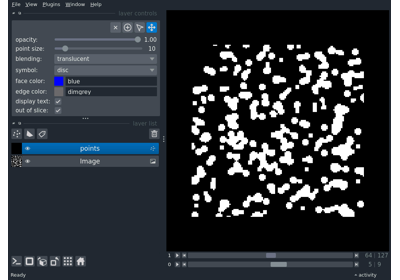 File View Plugins Window Help
layer controls
opacity: 1.00
point size: 10
blending: translucent
symbol: disc
face color: blue
edge color: dimgrey
display text:
out of slice:
layer list
points
Image
1 64 | 127
0 5 | 9
Ready activity